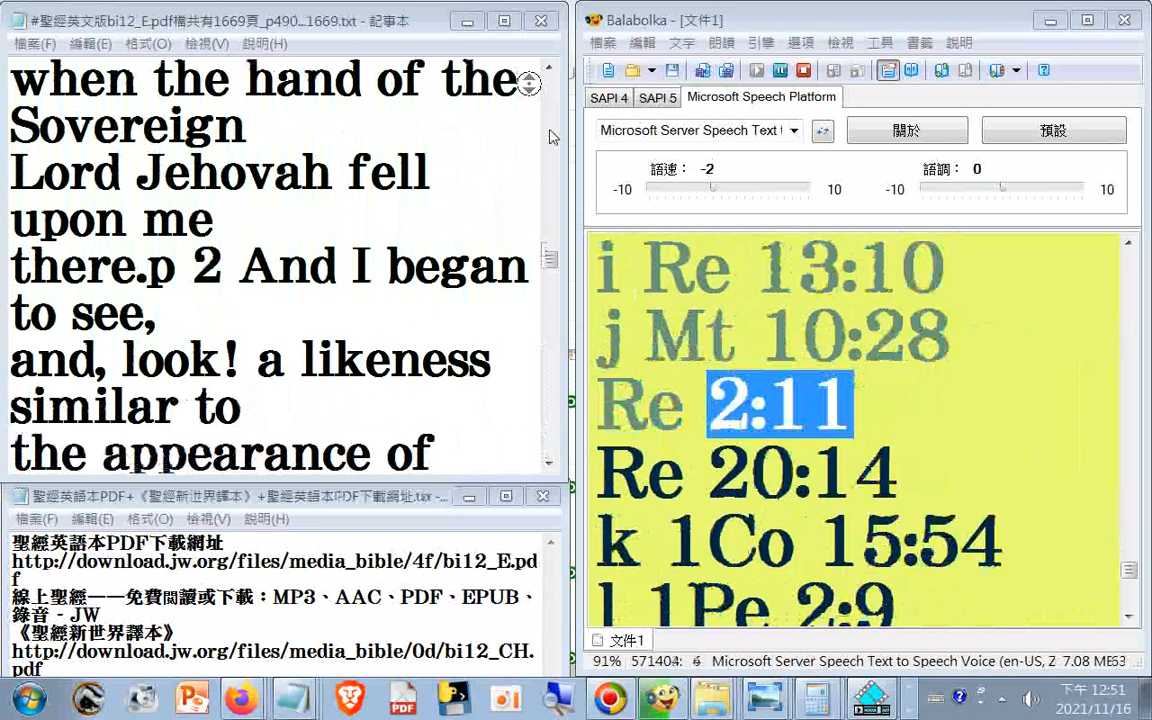 #聖經英文版bi12_E.pdf檔共有1669頁_p490...1669.txt - 記事本
檔案(F) 編輯(E) 格式(O) 檢視(V) 說明(H)
when the hand of the
Sovereign
Lord Jehovah fell
upon me
there.p 2 And I began
to see,
and, look! a likeness
similar to
the appearance of
聖經英語本PDF+《聖經新世界譯本》+聖經英語本PDF下載網址.txt -...
檔案(F) 編輯(E) 格式(O) 檢視(V) 說明(H)
聖經英語本PDF下載網址
http://download.jw.org/files/media_bible/4f/bi12_E.pd
f
線上聖經——免費閱讀或下載：MP3、AAC、PDF、EPUB、
錄音 - JW
《聖經新世界譯本》
http://download.jw.org/files/media_bible/0d/bi12_CH.
pdf
Balabolka - [文件1]
檔案 編輯 文字 朗讀 引擎 選項 檢視 工具 書籤 說明
SAPI 4 SAPI 5 Microsoft Speech Platform
Microsoft Server Speech Text 關於 預設
語速： -2 語調： 0
-10 10 -10 10
i Re 13:10
j Mt 10:28
Re 2:11
Re 20:14
k 1Co 15:54
l 1Pe 2:9
文件1
91% 571404: 6 Microsoft Server Speech Text to Speech Voice (en-US, Z 7.08 ME
下午 12:51
2021/11/16